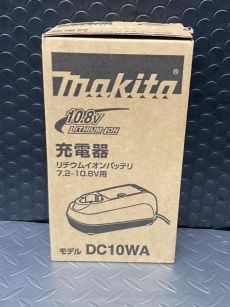 makita
10.8V
LITHIUM-ION
充電器
リチウムイオンバッテリ
7.2-10.8V用
モデル DC10WA